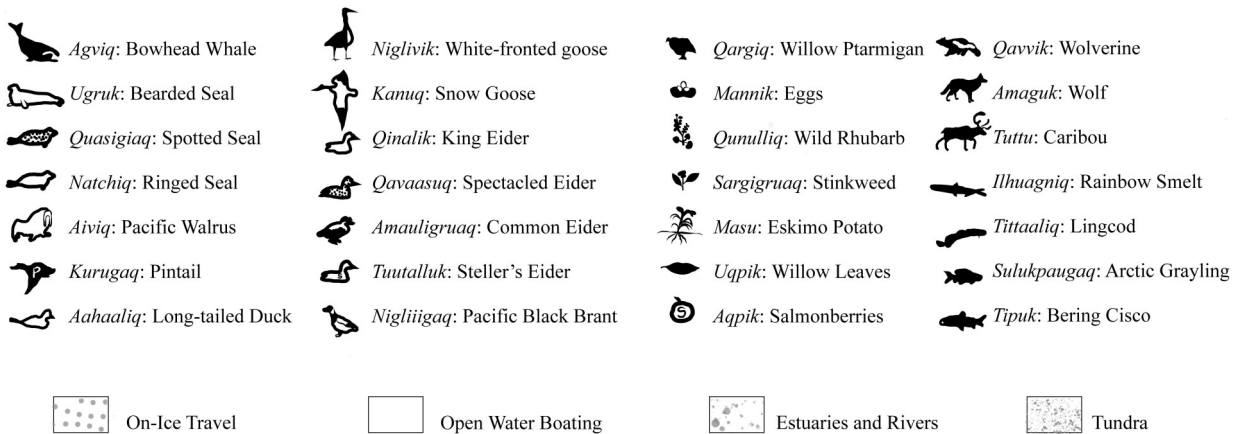 Agviq: Bowhead Whale
Ugruk: Bearded Seal
Quasigiaq: Spotted Seal
Natchiq: Ringed Seal
Aiviq: Pacific Walrus
P
Kurugaq: Pintail
Aahaaliq: Long-tailed Duck
Niglivik: White-fronted goose
Kanuq: Snow Goose
Qinalik: King Eider
Qavaasuq: Spectacled Eider
Amauligruaq: Common Eider
Tuutalluk: Steller's Eider
Nigliiigaq: Pacific Black Brant
Qargiq: Willow Ptarmigan
Mannik: Eggs
Qunulliq: Wild Rhubarb
Sargigruaq: Stinkweed
Masu: Eskimo Potato
Uqpik: Willow Leaves
S
Aqpik: Salmonberries
Qavvik: Wolverine
Amaguk: Wolf
Tuttu: Caribou
Ilhuagniq: Rainbow Smelt
Tittaaliq: Lingcod
Sulukpaugaq: Arctic Grayling
Tipuk: Bering Cisco
On-Ice Travel
Open Water Boating
Estuaries and Rivers
Tundra